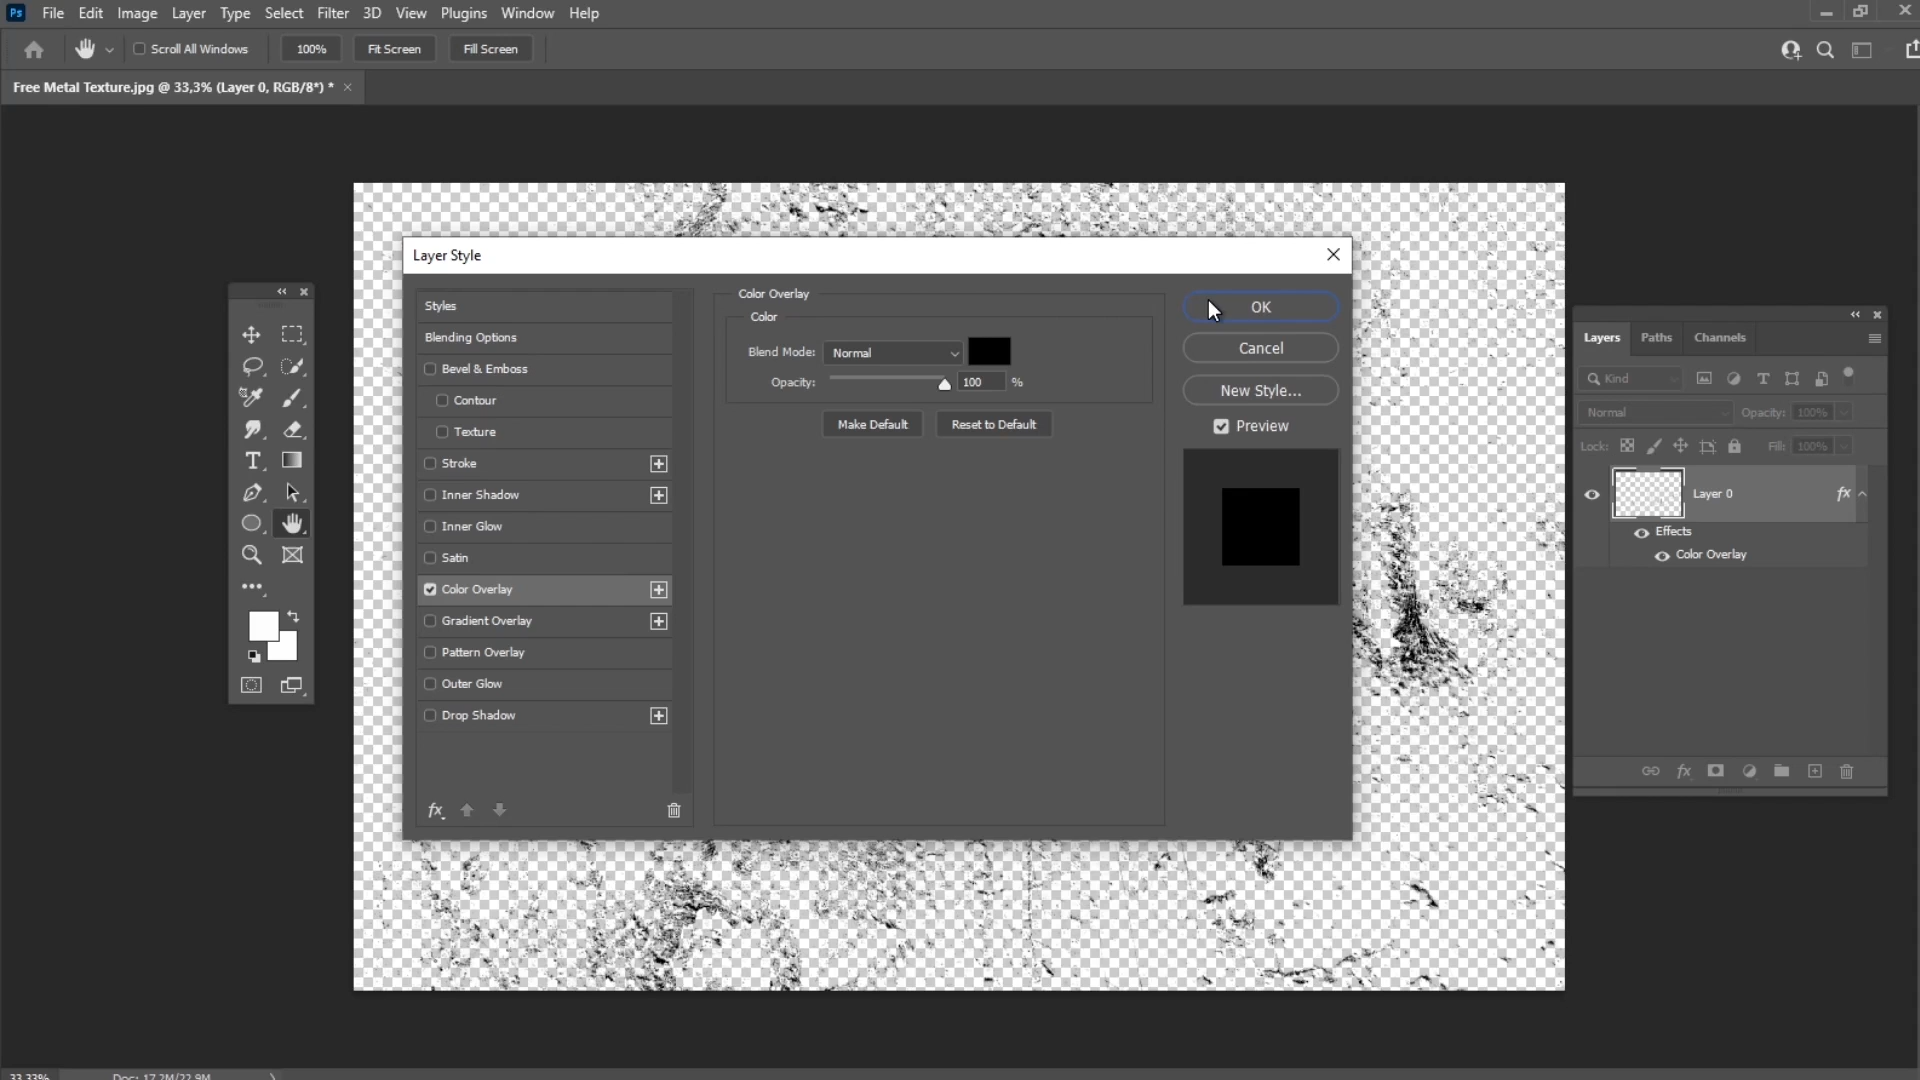 Ps File Edit Image Layer Type Select Filter 3D View Plugins Window Help
Scroll All Windows 100% Fit Screen Fill Screen
Free Metal Texture.jpg @ 33,3% (Layer 0, RGB/8*) *
Layer Style
Styles
Blending Options
Bevel & Emboss
Contour
Texture
Stroke
Inner Shadow
Inner Glow
Satin
Color Overlay
Gradient Overlay
Pattern Overlay
Outer Glow
Drop Shadow
fx
Color Overlay
Color
Blend Mode: Normal
Opacity: 100 %
Make Default Reset to Default
OK
Cancel
New Style...
Preview
Layers Paths Channels
Kind
Normal Opacity: 100%
Lock: Fill: 100%
Layer 0 fx
Effects
Color Overlay
fx
33,33% Doc: 17,2M/22,9M